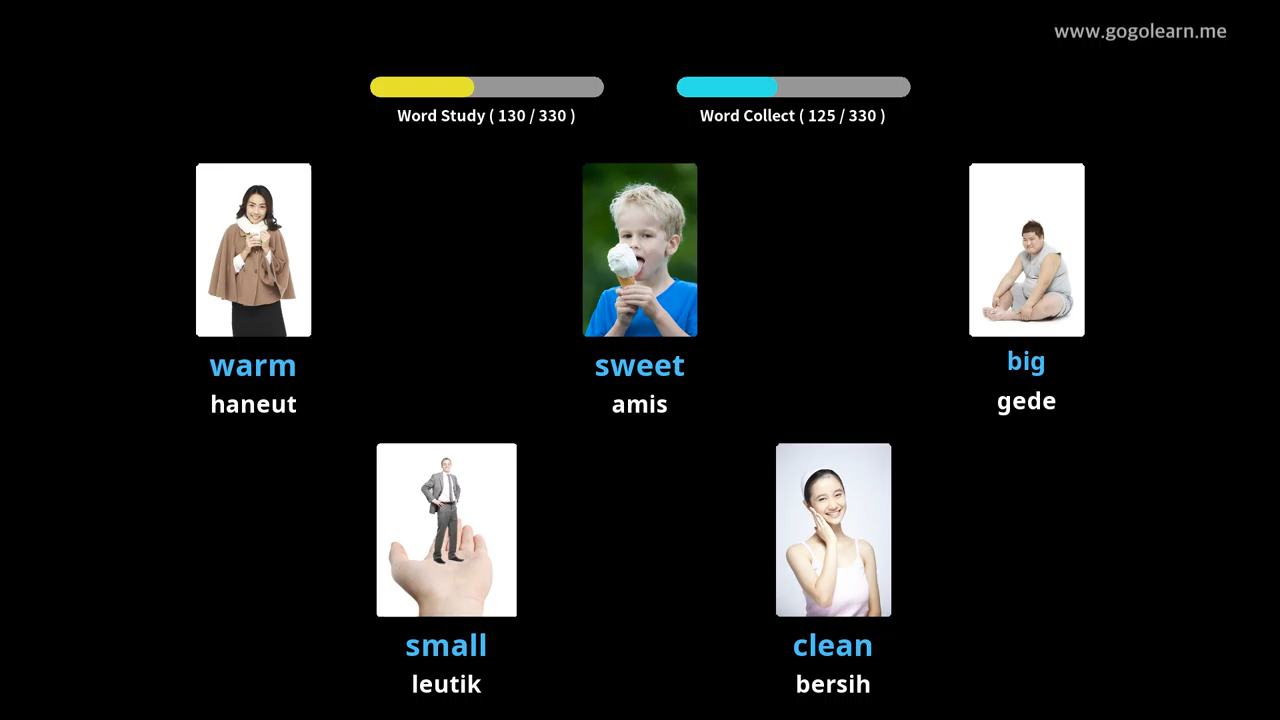 www.gogolearn.me
Word Study ( 130 / 330 )
Word Collect ( 125 / 330 )
warm
haneut
sweet
amis
big
gede
small
leutik
clean
bersih